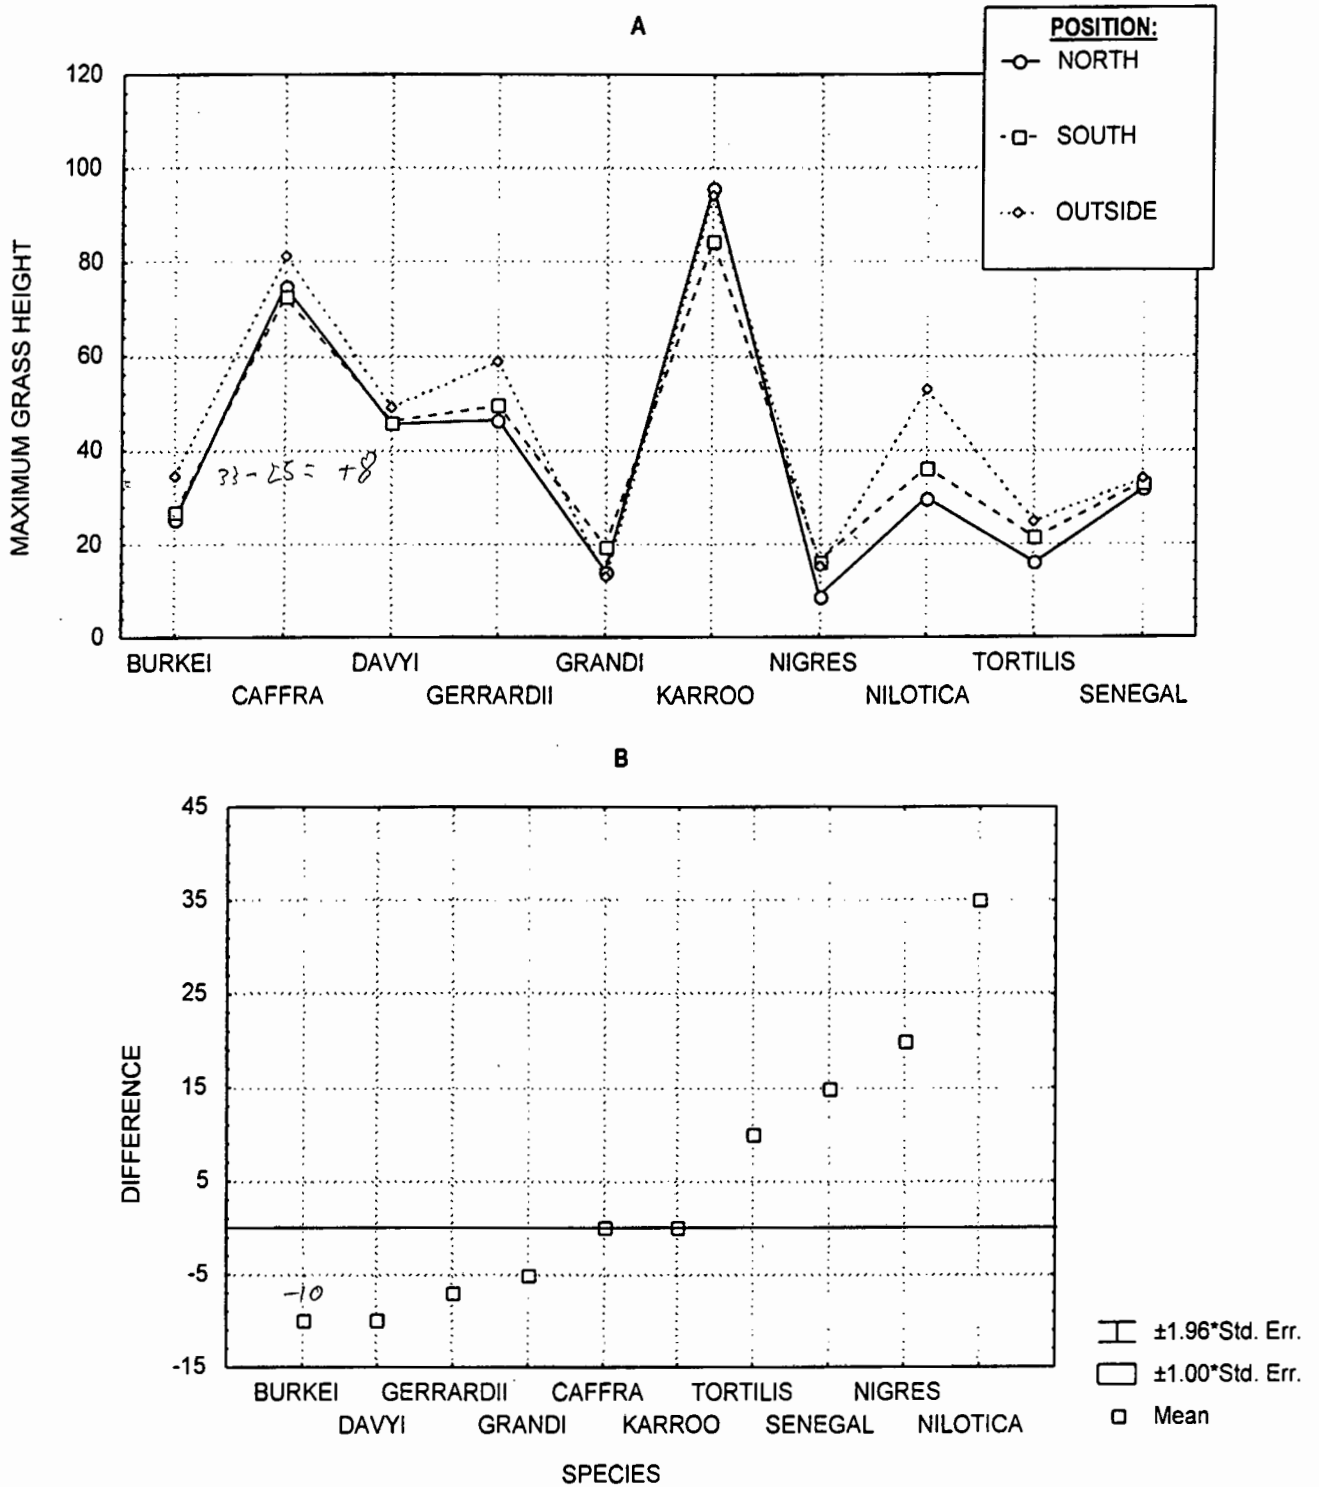 A
POSITION:
NORTH
SOUTH
OUTSIDE
MAXIMUM GRASS HEIGHT
120
100
80
60
40
20
0
33-25= +8
BURKEI
DAVYI
GRANDI
NIGRES
TORTILIS
CAFFRA
GERRARDII
KARROO
NILOTICA
SENEGAL
B
DIFFERENCE
45
35
25
15
5
-5
-15
-10
BURKEI
GERRARDII
CAFFRA
TORTILIS
NIGRES
DAVYI
GRANDI
KARROO
SENEGAL
NILOTICA
SPECIES
±1.96*Std. Err.
±1.00*Std. Err.
Mean